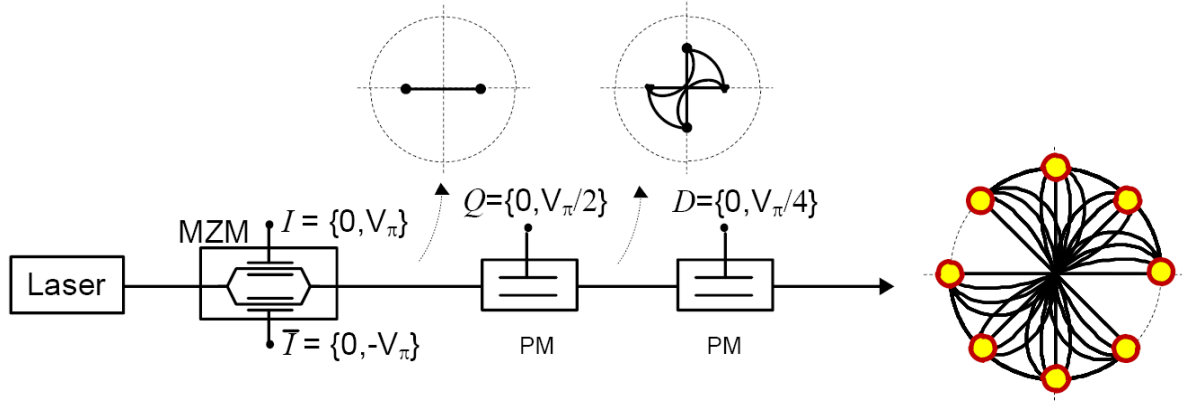 Q={0,Vπ/2}
D={0,Vπ/4}
I = {0,Vπ}
MZM
Laser
Ī = {0,-Vπ}
PM
PM